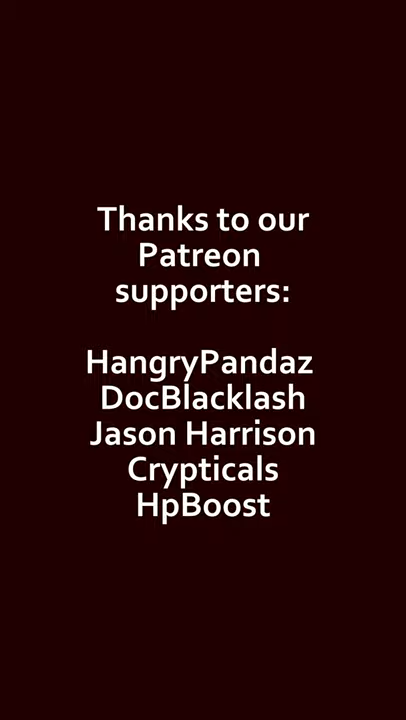 Thanks to our
Patreon
supporters:
HangryPandaz
DocBlacklash
Jason Harrison
Crypticals
HpBoost